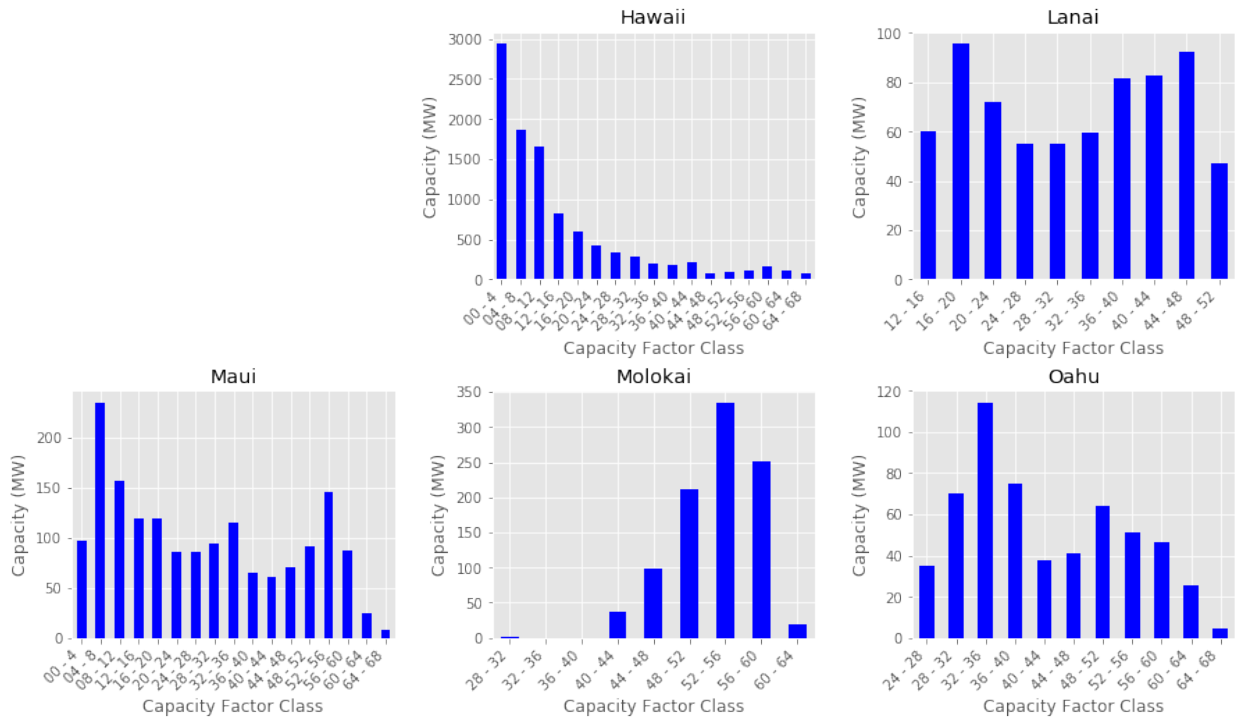 Hawaii
Capacity (MW)
3000
2500
2000
1500
1000
500
0
00 - 4
04 - 8
08 - 12
12 - 16
16 - 20
20 - 24
24 - 28
28 - 32
32 - 36
36 - 40
40 - 44
44 - 48
48 - 52
52 - 56
56 - 60
60 - 64
64 - 68
Capacity Factor Class
Lanai
Capacity (MW)
100
80
60
40
20
0
12 - 16
16 - 20
20 - 24
24 - 28
28 - 32
32 - 36
36 - 40
40 - 44
44 - 48
48 - 52
Capacity Factor Class
Maui
Capacity (MW)
200
150
100
50
0
00 - 4
04 - 8
08 - 12
12 - 16
16 - 20
20 - 24
24 - 28
28 - 32
32 - 36
36 - 40
40 - 44
44 - 48
48 - 52
52 - 56
56 - 60
60 - 64
64 - 68
Capacity Factor Class
Molokai
Capacity (MW)
350
300
250
200
150
100
50
0
28 - 32
32 - 36
36 - 40
40 - 44
44 - 48
48 - 52
52 - 56
56 - 60
60 - 64
Capacity Factor Class
Oahu
Capacity (MW)
120
100
80
60
40
20
0
24 - 28
28 - 32
32 - 36
36 - 40
40 - 44
44 - 48
48 - 52
52 - 56
56 - 60
60 - 64
64 - 68
Capacity Factor Class